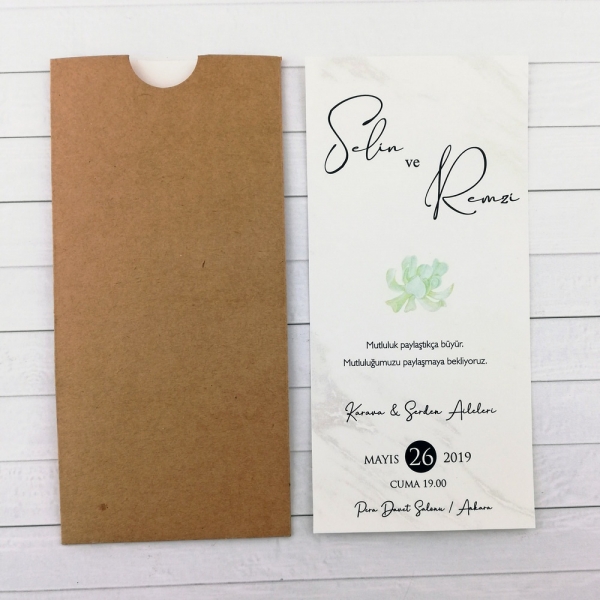 Selin
ve
Remzi
Mutluluk paylaştıkça büyür.
Mutluluğumuzu paylaşmaya bekliyoruz.
Karava & Serden Aileleri
MAYIS 26 2019
CUMA 19.00
Pera Davet Salonu / Ankara